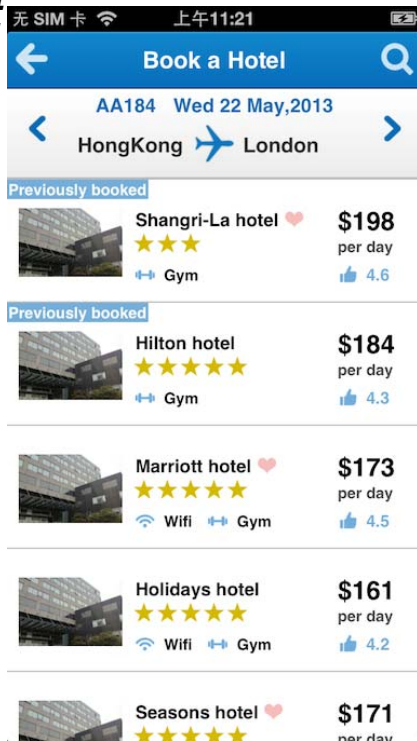 无 SIM 卡 上午11:21
Book a Hotel
AA184 Wed 22 May,2013
HongKong London
Previously booked
Shangri-La hotel $198
per day
Gym 4.6
Previously booked
Hilton hotel $184
per day
Gym 4.3
Marriott hotel $173
per day
Wifi Gym 4.5
Holidays hotel $161
per day
Wifi Gym 4.2
Seasons hotel $171
per day